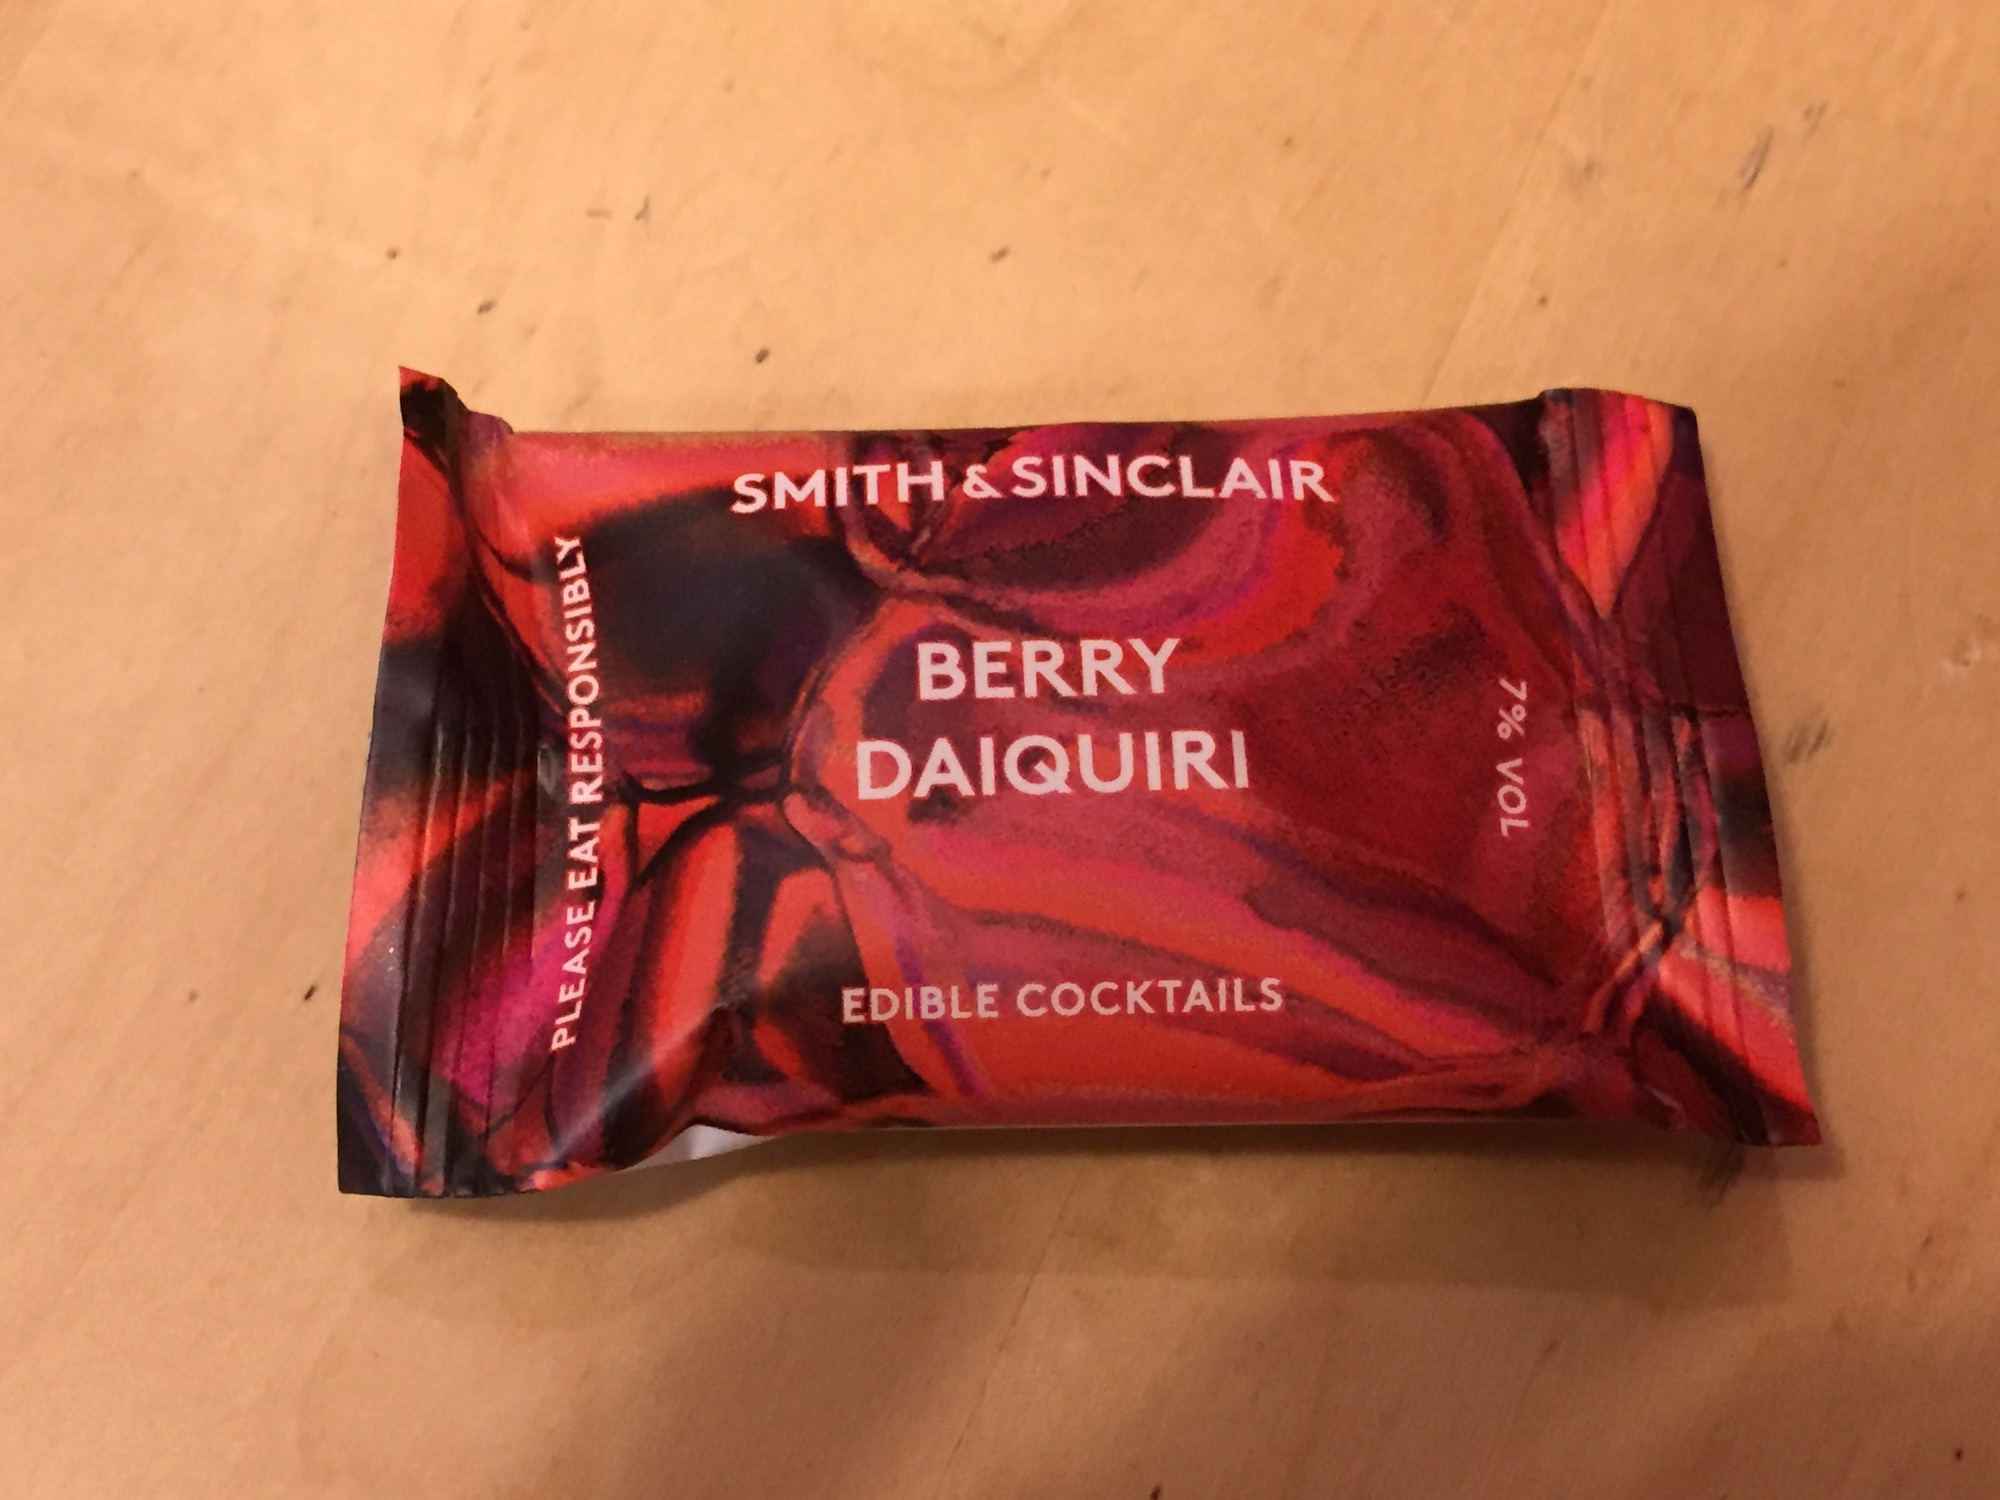 SMITH & SINCLAIR
PLEASE EAT RESPONSIBLY
BERRY
DAIQUIRI
7% VOL
EDIBLE COCKTAILS